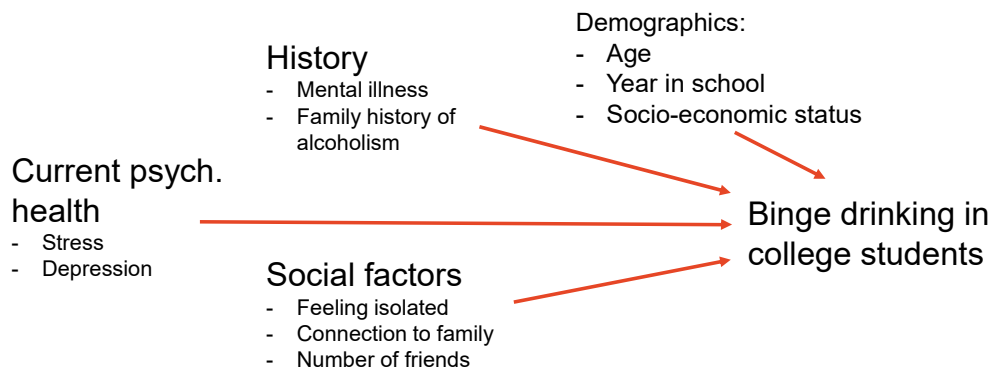 Demographics:
- Age
- Year in school
- Socio-economic status
History
- Mental illness
- Family history of
alcoholism
Current psych.
health
- Stress
- Depression
Social factors
- Feeling isolated
- Connection to family
- Number of friends
Binge drinking in
college students